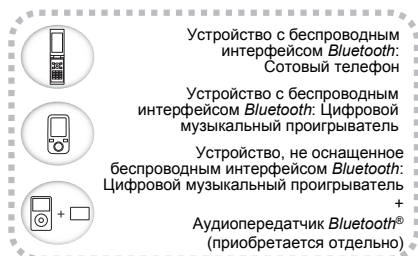 Устройство с беспроводным
интерфейсом Bluetooth:
Сотовый телефон
Устройство с беспроводным
интерфейсом Bluetooth: Цифровой
музыкальный проигрыватель
Устройство, не оснащенное
беспроводным интерфейсом Bluetooth:
Цифровой музыкальный проигрыватель
+
+
Аудиопередатчик Bluetooth®
(приобретается отдельно)